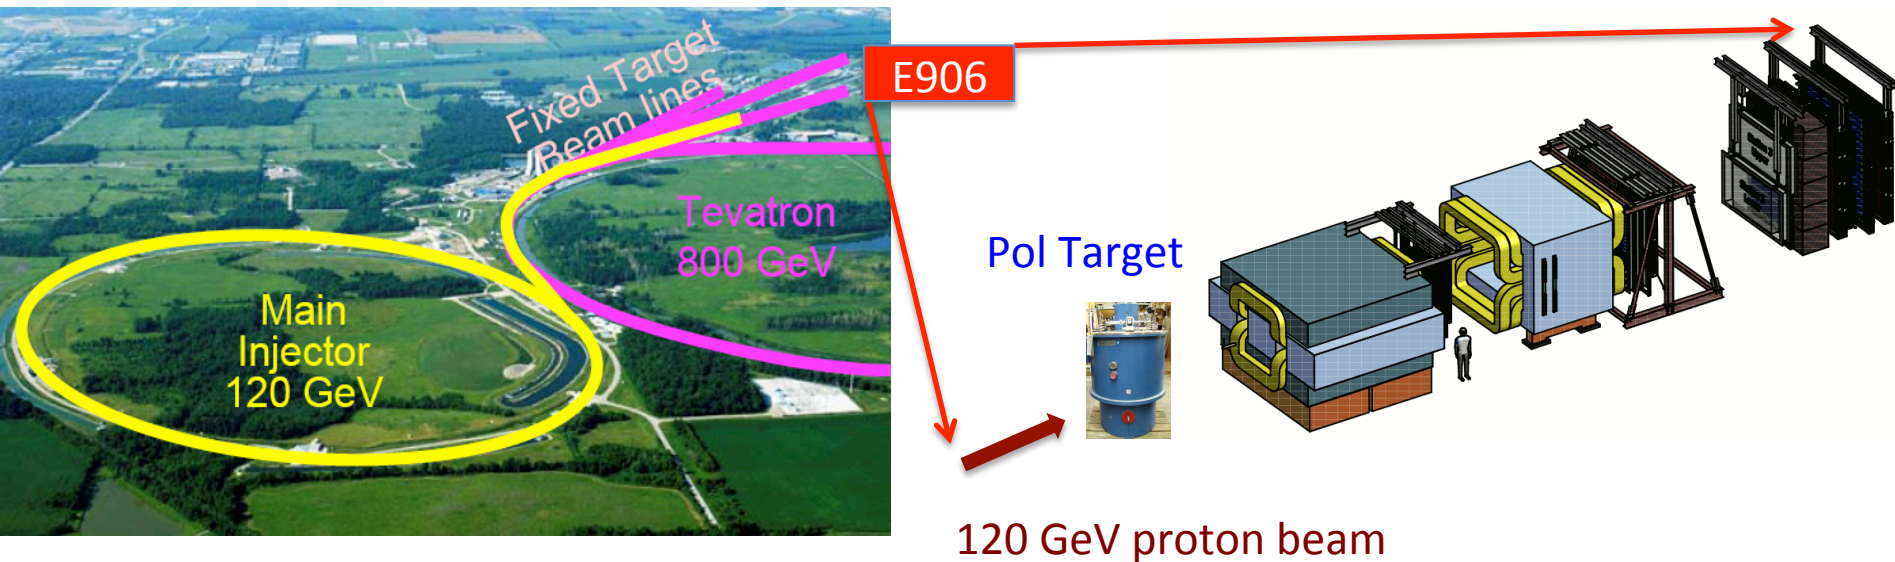 Fixed Target
Beam lines
E906
Tevatron
800 GeV
Main
Injector
120 GeV
Pol Target
120 GeV proton beam